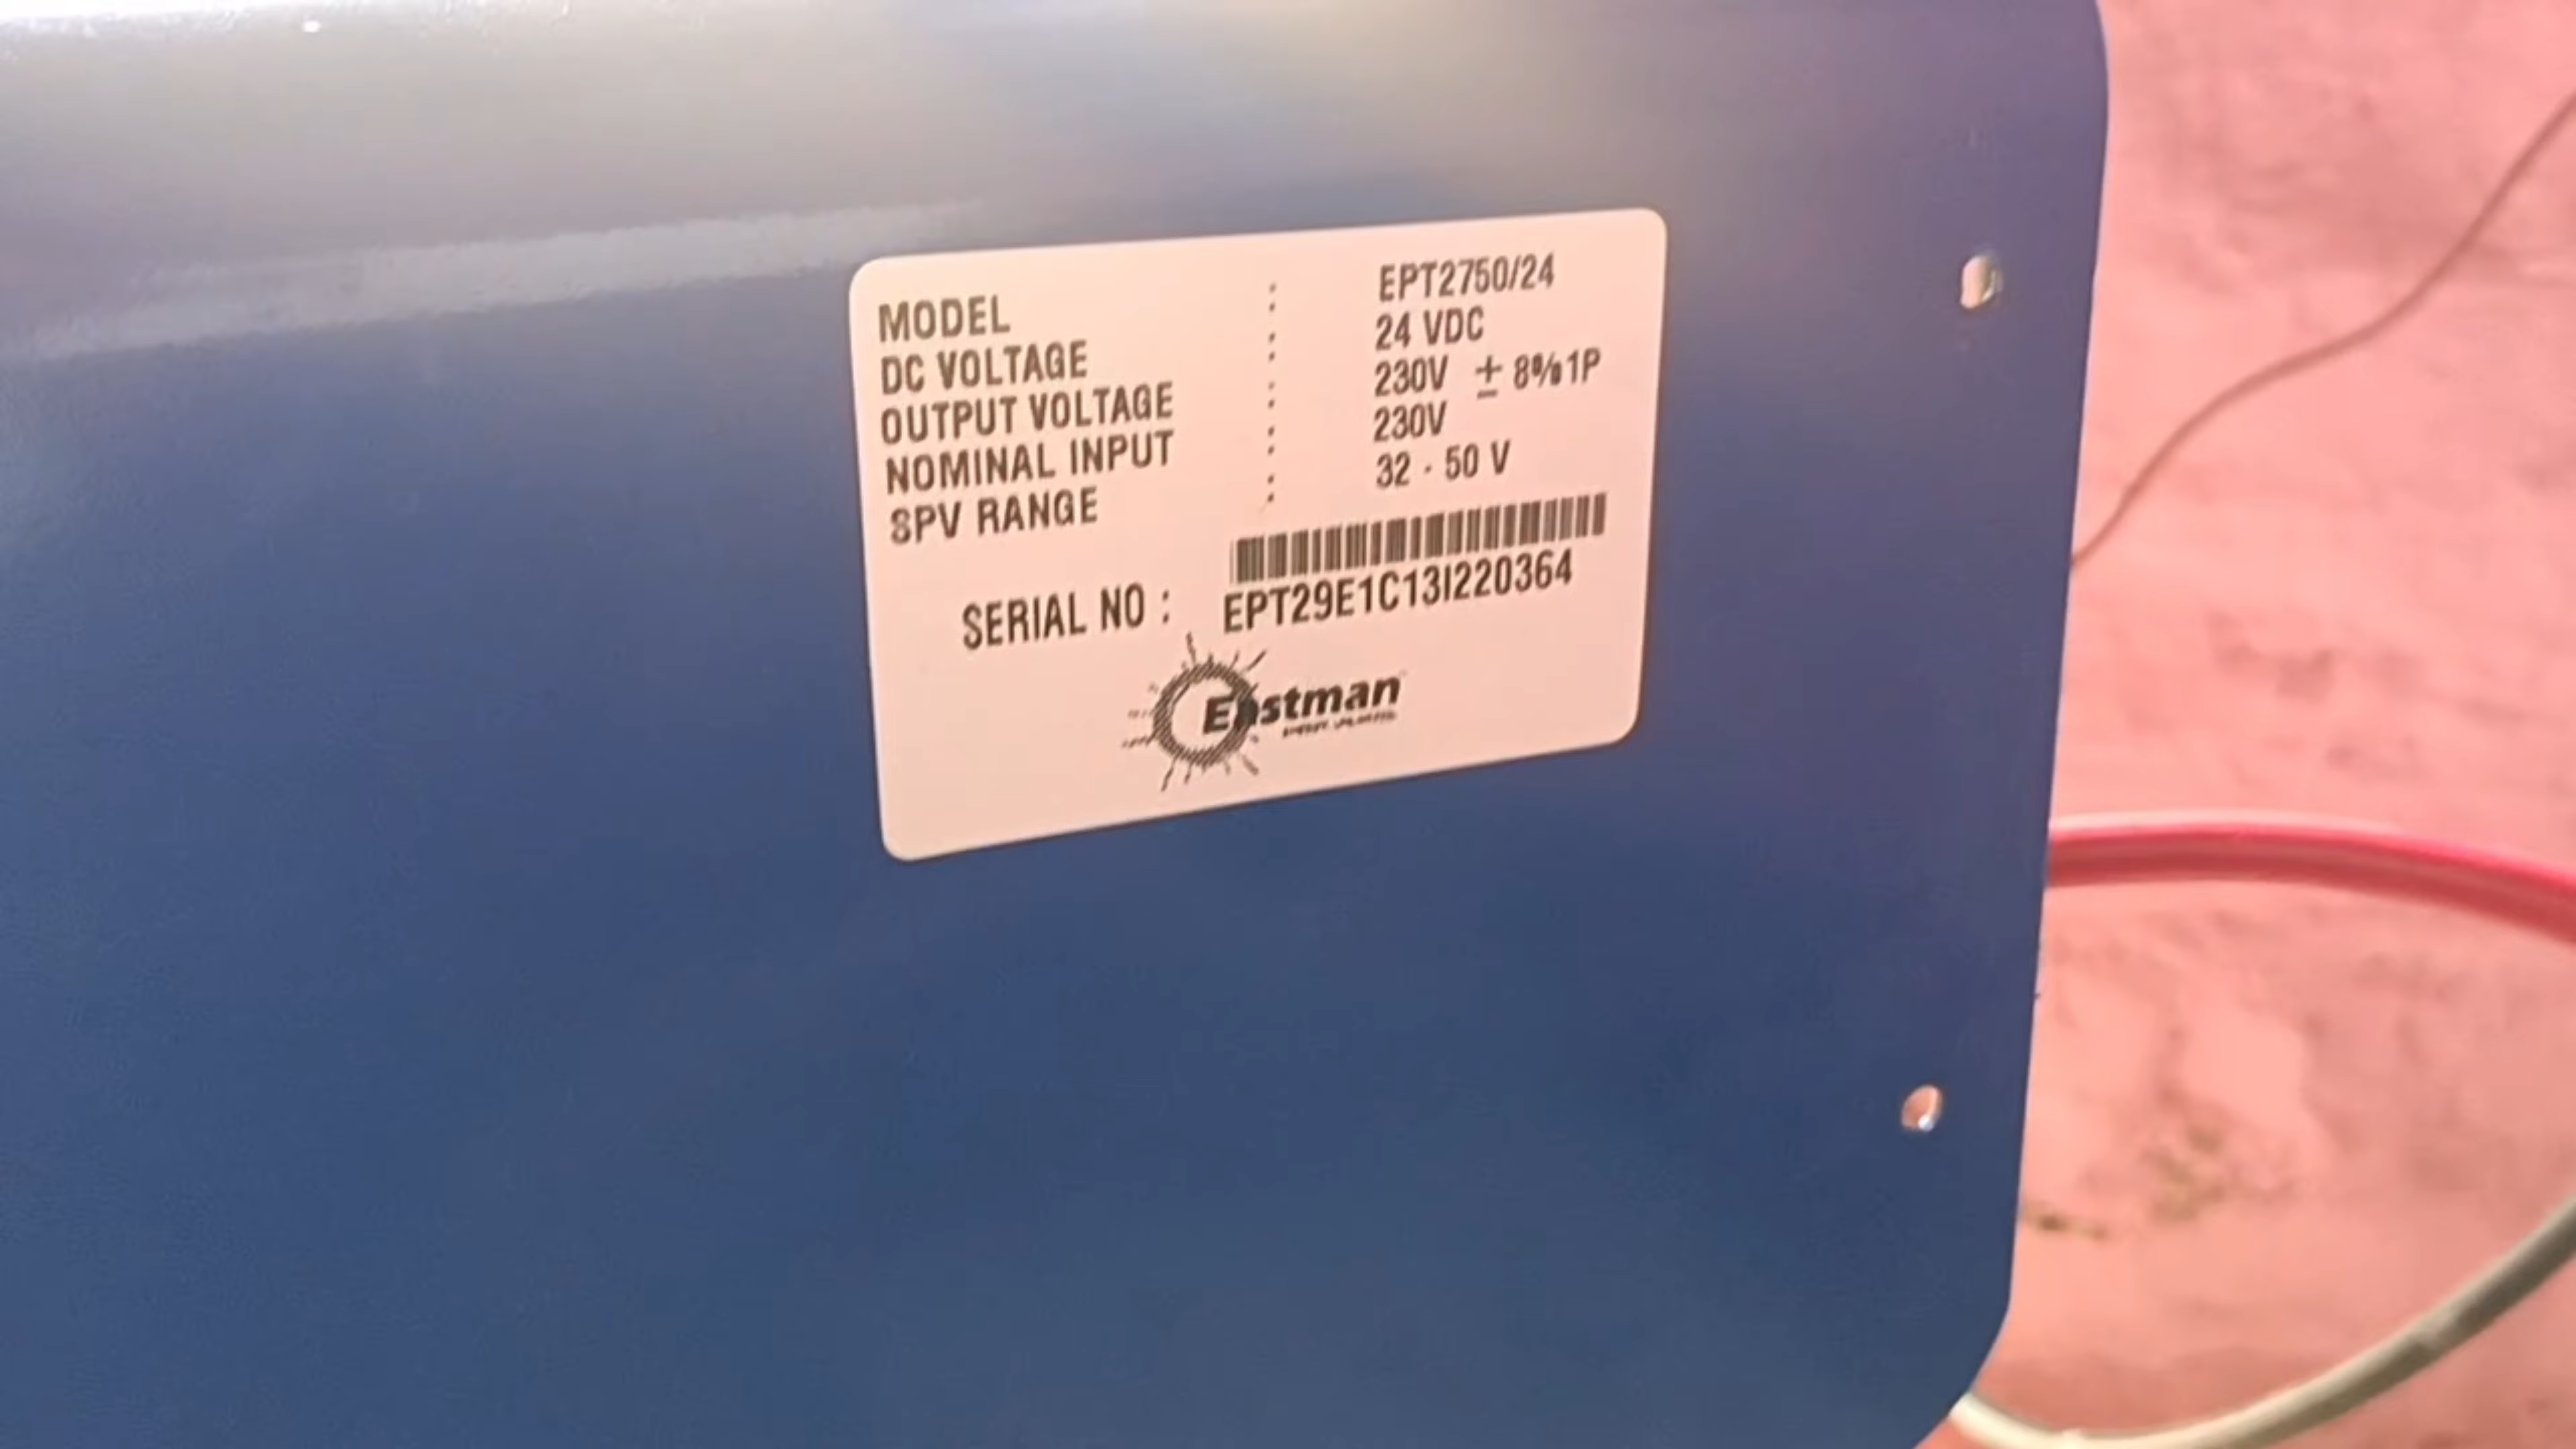 MODEL : EPT2750/24
DC VOLTAGE : 24 VDC
OUTPUT VOLTAGE : 230V ± 8% 1P
NOMINAL INPUT : 230V
SPV RANGE : 32 - 50 V
SERIAL NO : EPT29E1C13I220364
Eastman